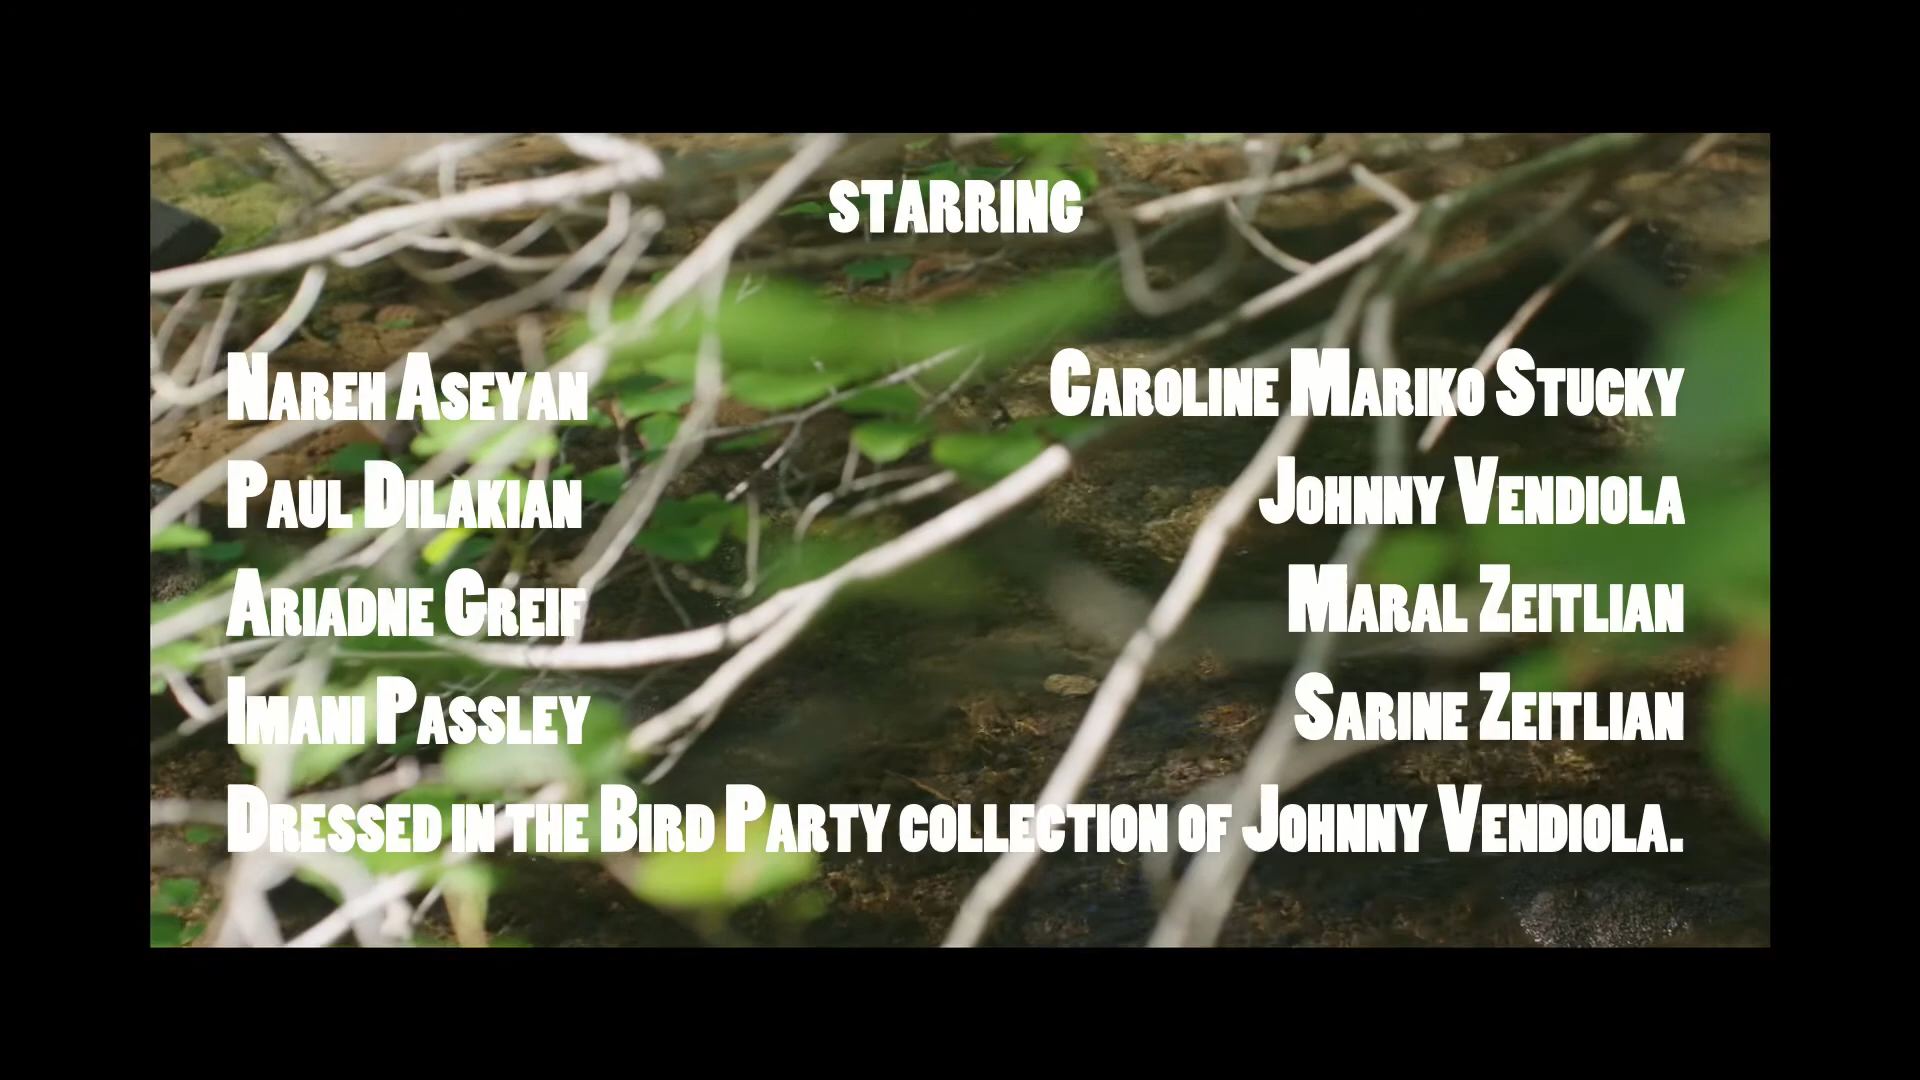 STARRING
NAREH ASEYAN
CAROLINE MARIKO STUCKY
PAUL DILAKIAN
JOHNNY VENDIOLA
ARIADNE GREIF
MARAL ZEITLIAN
IMANI PASSLEY
SARINE ZEITLIAN
DRESSED IN THE BIRD PARTY COLLECTION OF JOHNNY VENDIOLA.